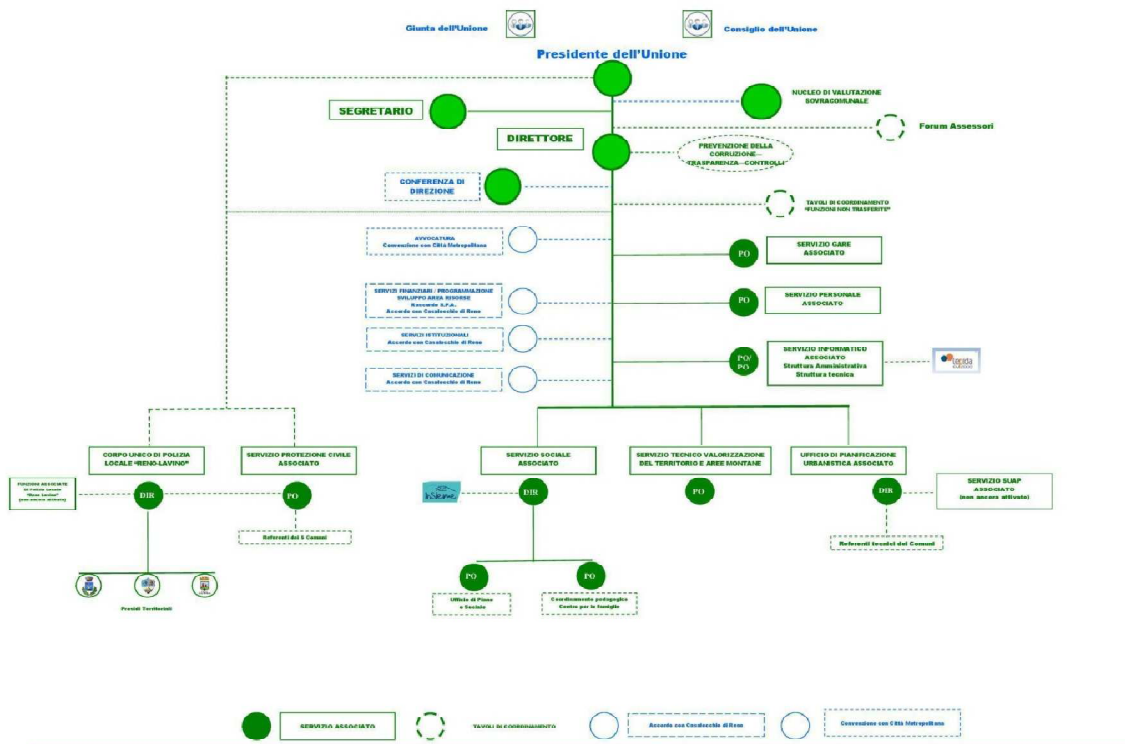 Giunta dell'Unione
Consiglio dell'Unione
Presidente dell'Unione
NUCLEO DI VALUTAZIONE
SOVRACOMUNALE
SEGRETARIO
Forum Assessori
DIRETTORE
PREVENZIONE DELLA
CORRUZIONE—
TRASPARENZA—CONTROLLI
CONFERENZA DI
DIREZIONE
TAVOLI DI COORDINAMENTO
"FUNZIONI NON TRASFERITE"
AVVOCATURA
Convenzione con Città Metropolitana
PO
SERVIZIO GARE
ASSOCIATO
SERVIZI FINANZIARI / PROGRAMMAZIONE
SVILUPPO AREA RISORSE
Accordo con Casalecchio di Reno
PO
SERVIZIO PERSONALE
ASSOCIATO
SERVIZI ISTITUZIONALI
Accordo con Casalecchio di Reno
PO/
PO
SERVIZIO INFORMATICO
ASSOCIATO
Struttura Amministrativa
Struttura tecnica
lepida
SERVIZI DI COMUNICAZIONE
Accordo con Casalecchio di Reno
CORPO UNICO DI POLIZIA
LOCALE "RENO-LAVINO"
SERVIZIO PROTEZIONE CIVILE
ASSOCIATO
SERVIZIO SOCIALE
ASSOCIATO
SERVIZIO TECNICO VALORIZZAZIONE
DEL TERRITORIO E AREE MONTANE
UFFICIO DI PIANIFICAZIONE
URBANISTICA ASSOCIATO
FUNZIONI ASSOCIATE
"Reno Lavino"
DIR
PO
InSieme
DIR
PO
DIR
SERVIZIO SUAP
ASSOCIATO
(non ancora attivato)
Referenti dei 5 Comuni
Referenti tecnici dei Comuni
PO
PO
Ufficio di Piano
e Sociale
Coordinamento pedagogico
Centro per le famiglie
Presidi Territoriali
SERVIZIO ASSOCIATO
TAVOLI DI COORDINAMENTO
Accordo con Casalecchio di Reno
Convenzione con Città Metropolitana